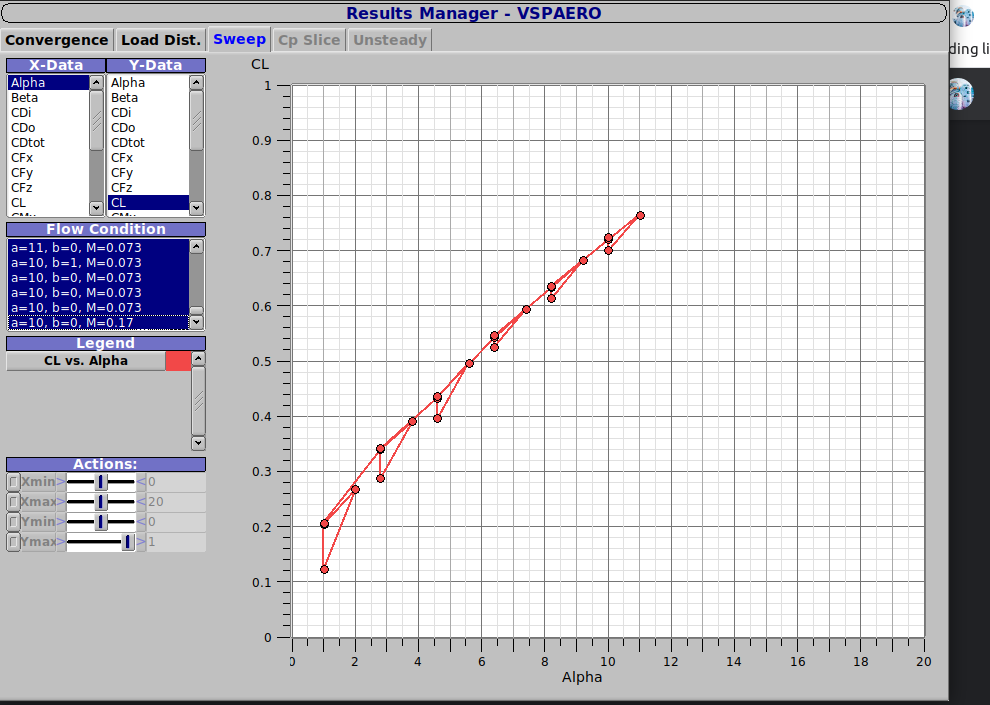 Results Manager - VSPAERO
ding li
Convergence Load Dist. Sweep Cp Slice Unsteady
X-Data Y-Data
Alpha Alpha
Beta Beta
CDi CDi
CDo CDo
CDtot CDtot
CFx CFx
CFy CFy
CFz CFz
CL CL
Flow Condition
a=11, b=0, M=0.073
a=10, b=1, M=0.073
a=10, b=0, M=0.073
a=10, b=0, M=0.073
a=10, b=0, M=0.073
a=10, b=0, M=0.17
Legend
CL vs. Alpha
Actions:
Xmin > < 0
Xmax > < 20
Ymin > < 0
Ymax > > 1
CL
1
0.9
0.8
0.7
0.6
0.5
0.4
0.3
0.2
0.1
0
0 2 4 6 8 10 12 14 16 18 20
Alpha